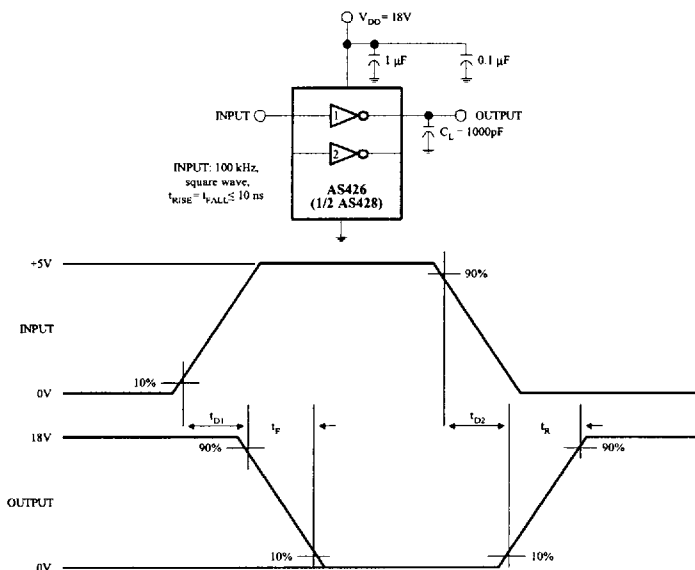 V_DD = 18V
1 µF
0.1 µF
INPUT
1
OUTPUT
C_L = 1000pF
2
INPUT: 100 kHz,
square wave,
t_RISE = t_FALL ≤ 10 ns
AS426
(1/2 AS428)
+5V
90%
INPUT
10%
0V
t_D1
t_F
t_D2
t_R
18V
90%
90%
OUTPUT
10%
10%
0V